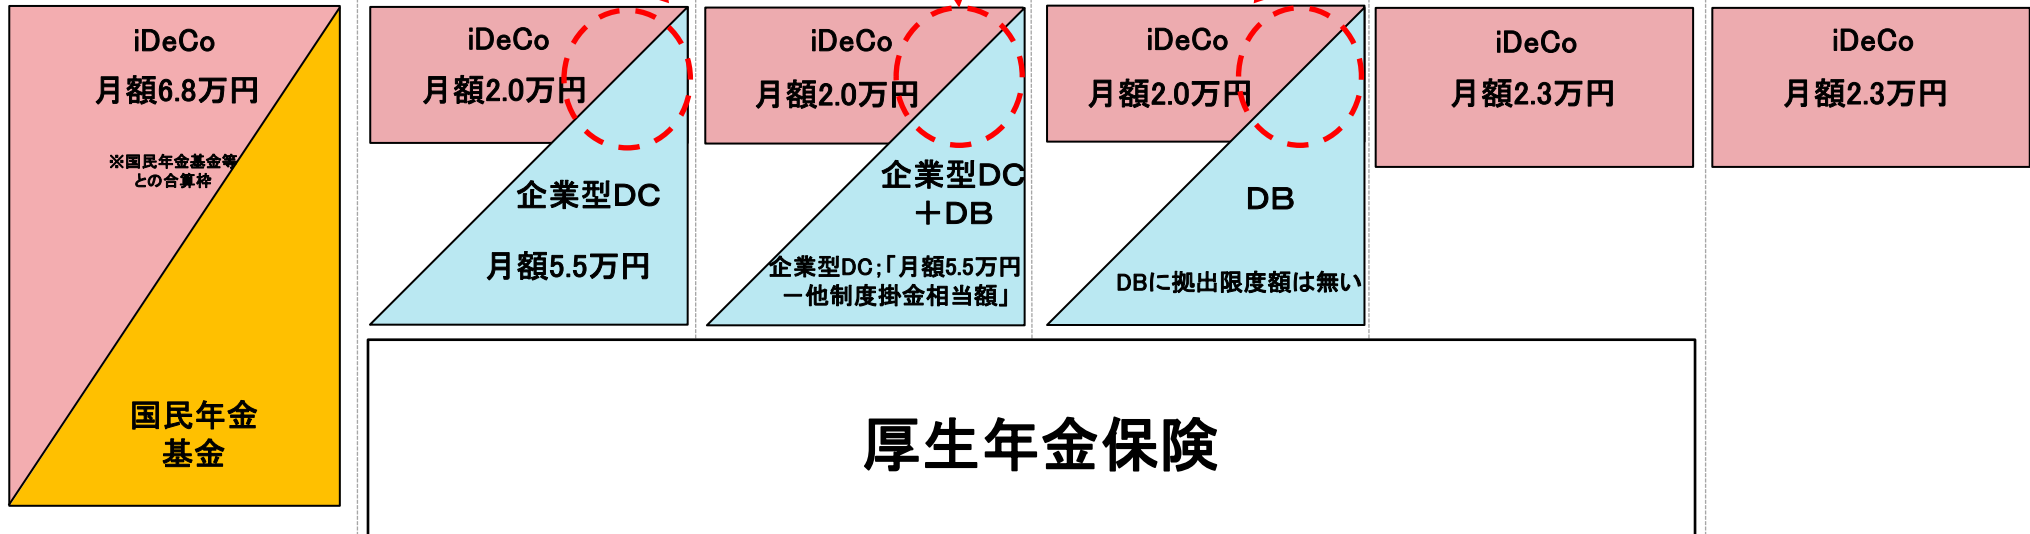 iDeCo
月額6.8万円
※国民年金基金等
との合算枠
国民年金
基金
iDeCo
月額2.0万円
企業型DC
月額5.5万円
iDeCo
月額2.0万円
企業型DC
＋DB
企業型DC;「月額5.5万円
－他制度掛金相当額」
iDeCo
月額2.0万円
DB
DBに拠出限度額は無い
iDeCo
月額2.3万円
iDeCo
月額2.3万円
厚生年金保険